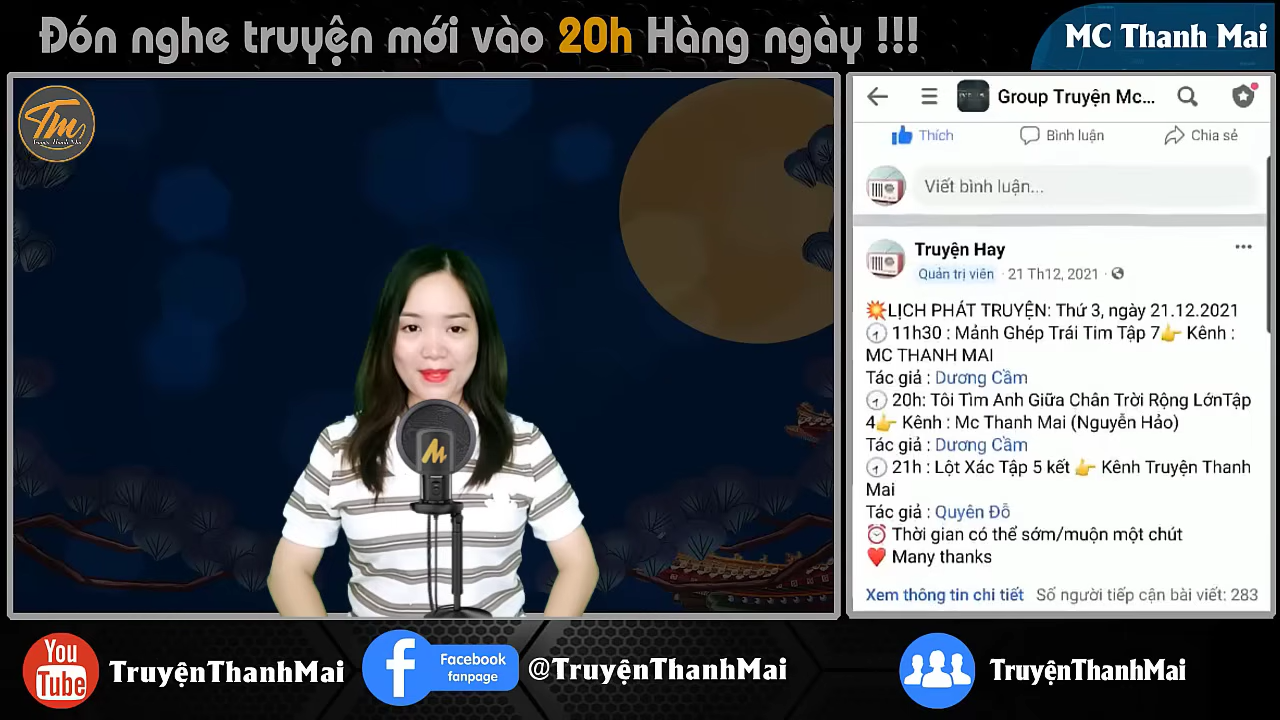 Đón nghe truyện mới vào 20h Hàng ngày !!!
MC Thanh Mai
Tm
Truyện Thanh Mai
M
Group Truyện Mc...
Thích
Bình luận
Chia sẻ
Viết bình luận...
Truyện Hay
Quản trị viên · 21 Th12, 2021 ·
💥LỊCH PHÁT TRUYỆN: Thứ 3, ngày 21.12.2021
🕢 11h30 : Mảnh Ghép Trái Tim Tập 7👉 Kênh :
MC THANH MAI
Tác giả : Dương Cầm
🕢 20h: Tôi Tìm Anh Giữa Chân Trời Rộng LớnTập
4👉 Kênh : Mc Thanh Mai (Nguyễn Hảo)
Tác giả : Dương Cầm
🕢 21h : Lột Xác Tập 5 kết 👉 Kênh Truyện Thanh
Mai
Tác giả : Quyên Đỗ
⏰ Thời gian có thể sớm/muộn một chút
❤️ Many thanks
Xem thông tin chi tiết
Số người tiếp cận bài viết: 283
You
Tube
TruyệnThanhMai
Facebook
fanpage
@TruyệnThanhMai
TruyệnThanhMai